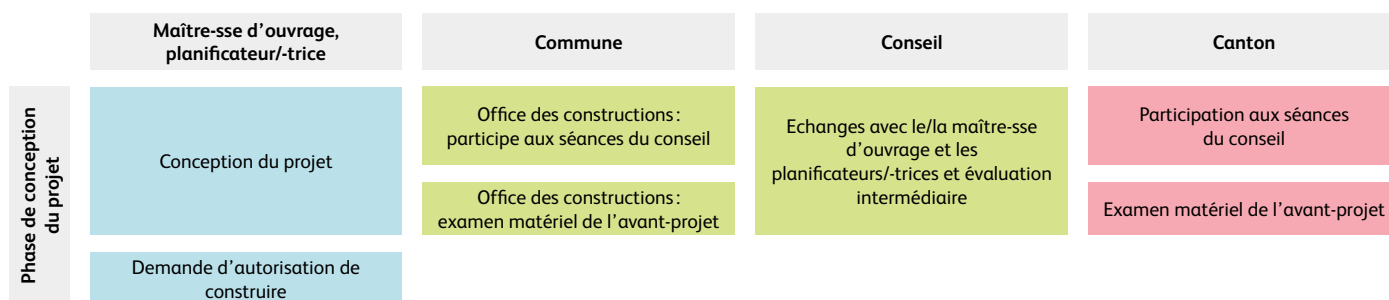 Maître-sse d'ouvrage,
planificateur/-trice
Commune
Conseil
Canton
Phase de conception
du projet
Conception du projet
Office des constructions :
participe aux séances du conseil
Office des constructions :
examen matériel de l'avant-projet
Echanges avec le/la maître-sse
d'ouvrage et les
planificateurs/-trices et évaluation
intermédiaire
Participation aux séances
du conseil
Examen matériel de l'avant-projet
Demande d'autorisation de
construire